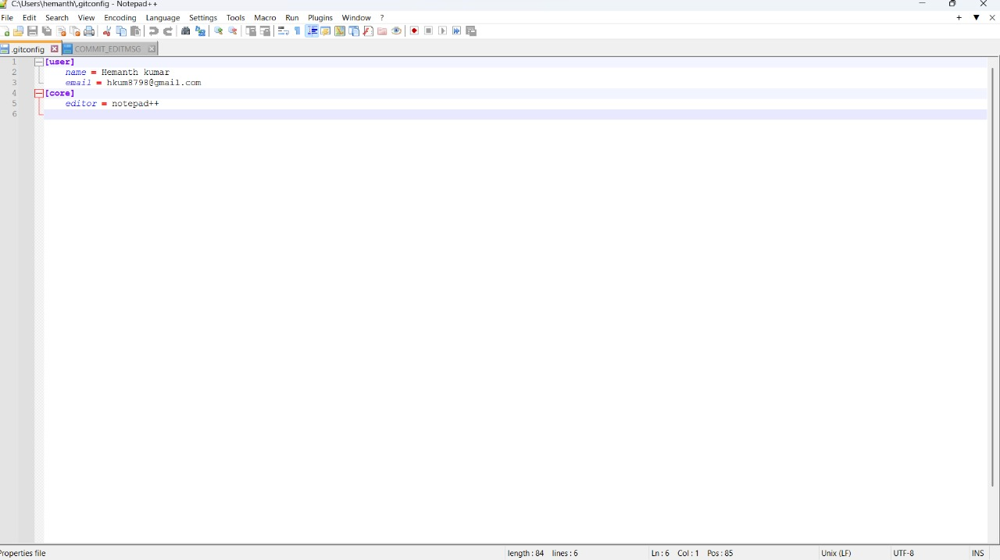 C:\Users\hemanth\.gitconfig - Notepad++
File Edit Search View Encoding Language Settings Tools Macro Run Plugins Window ?
.gitconfig COMMIT_EDITMSG
1 [user]
2 name = Hemanth kumar
3 email = hkum8798@gmail.com
4 [core]
5 editor = notepad++
6
Properties file length : 84 lines : 6 Ln : 6 Col : 1 Pos : 85 Unix (LF) UTF-8 INS